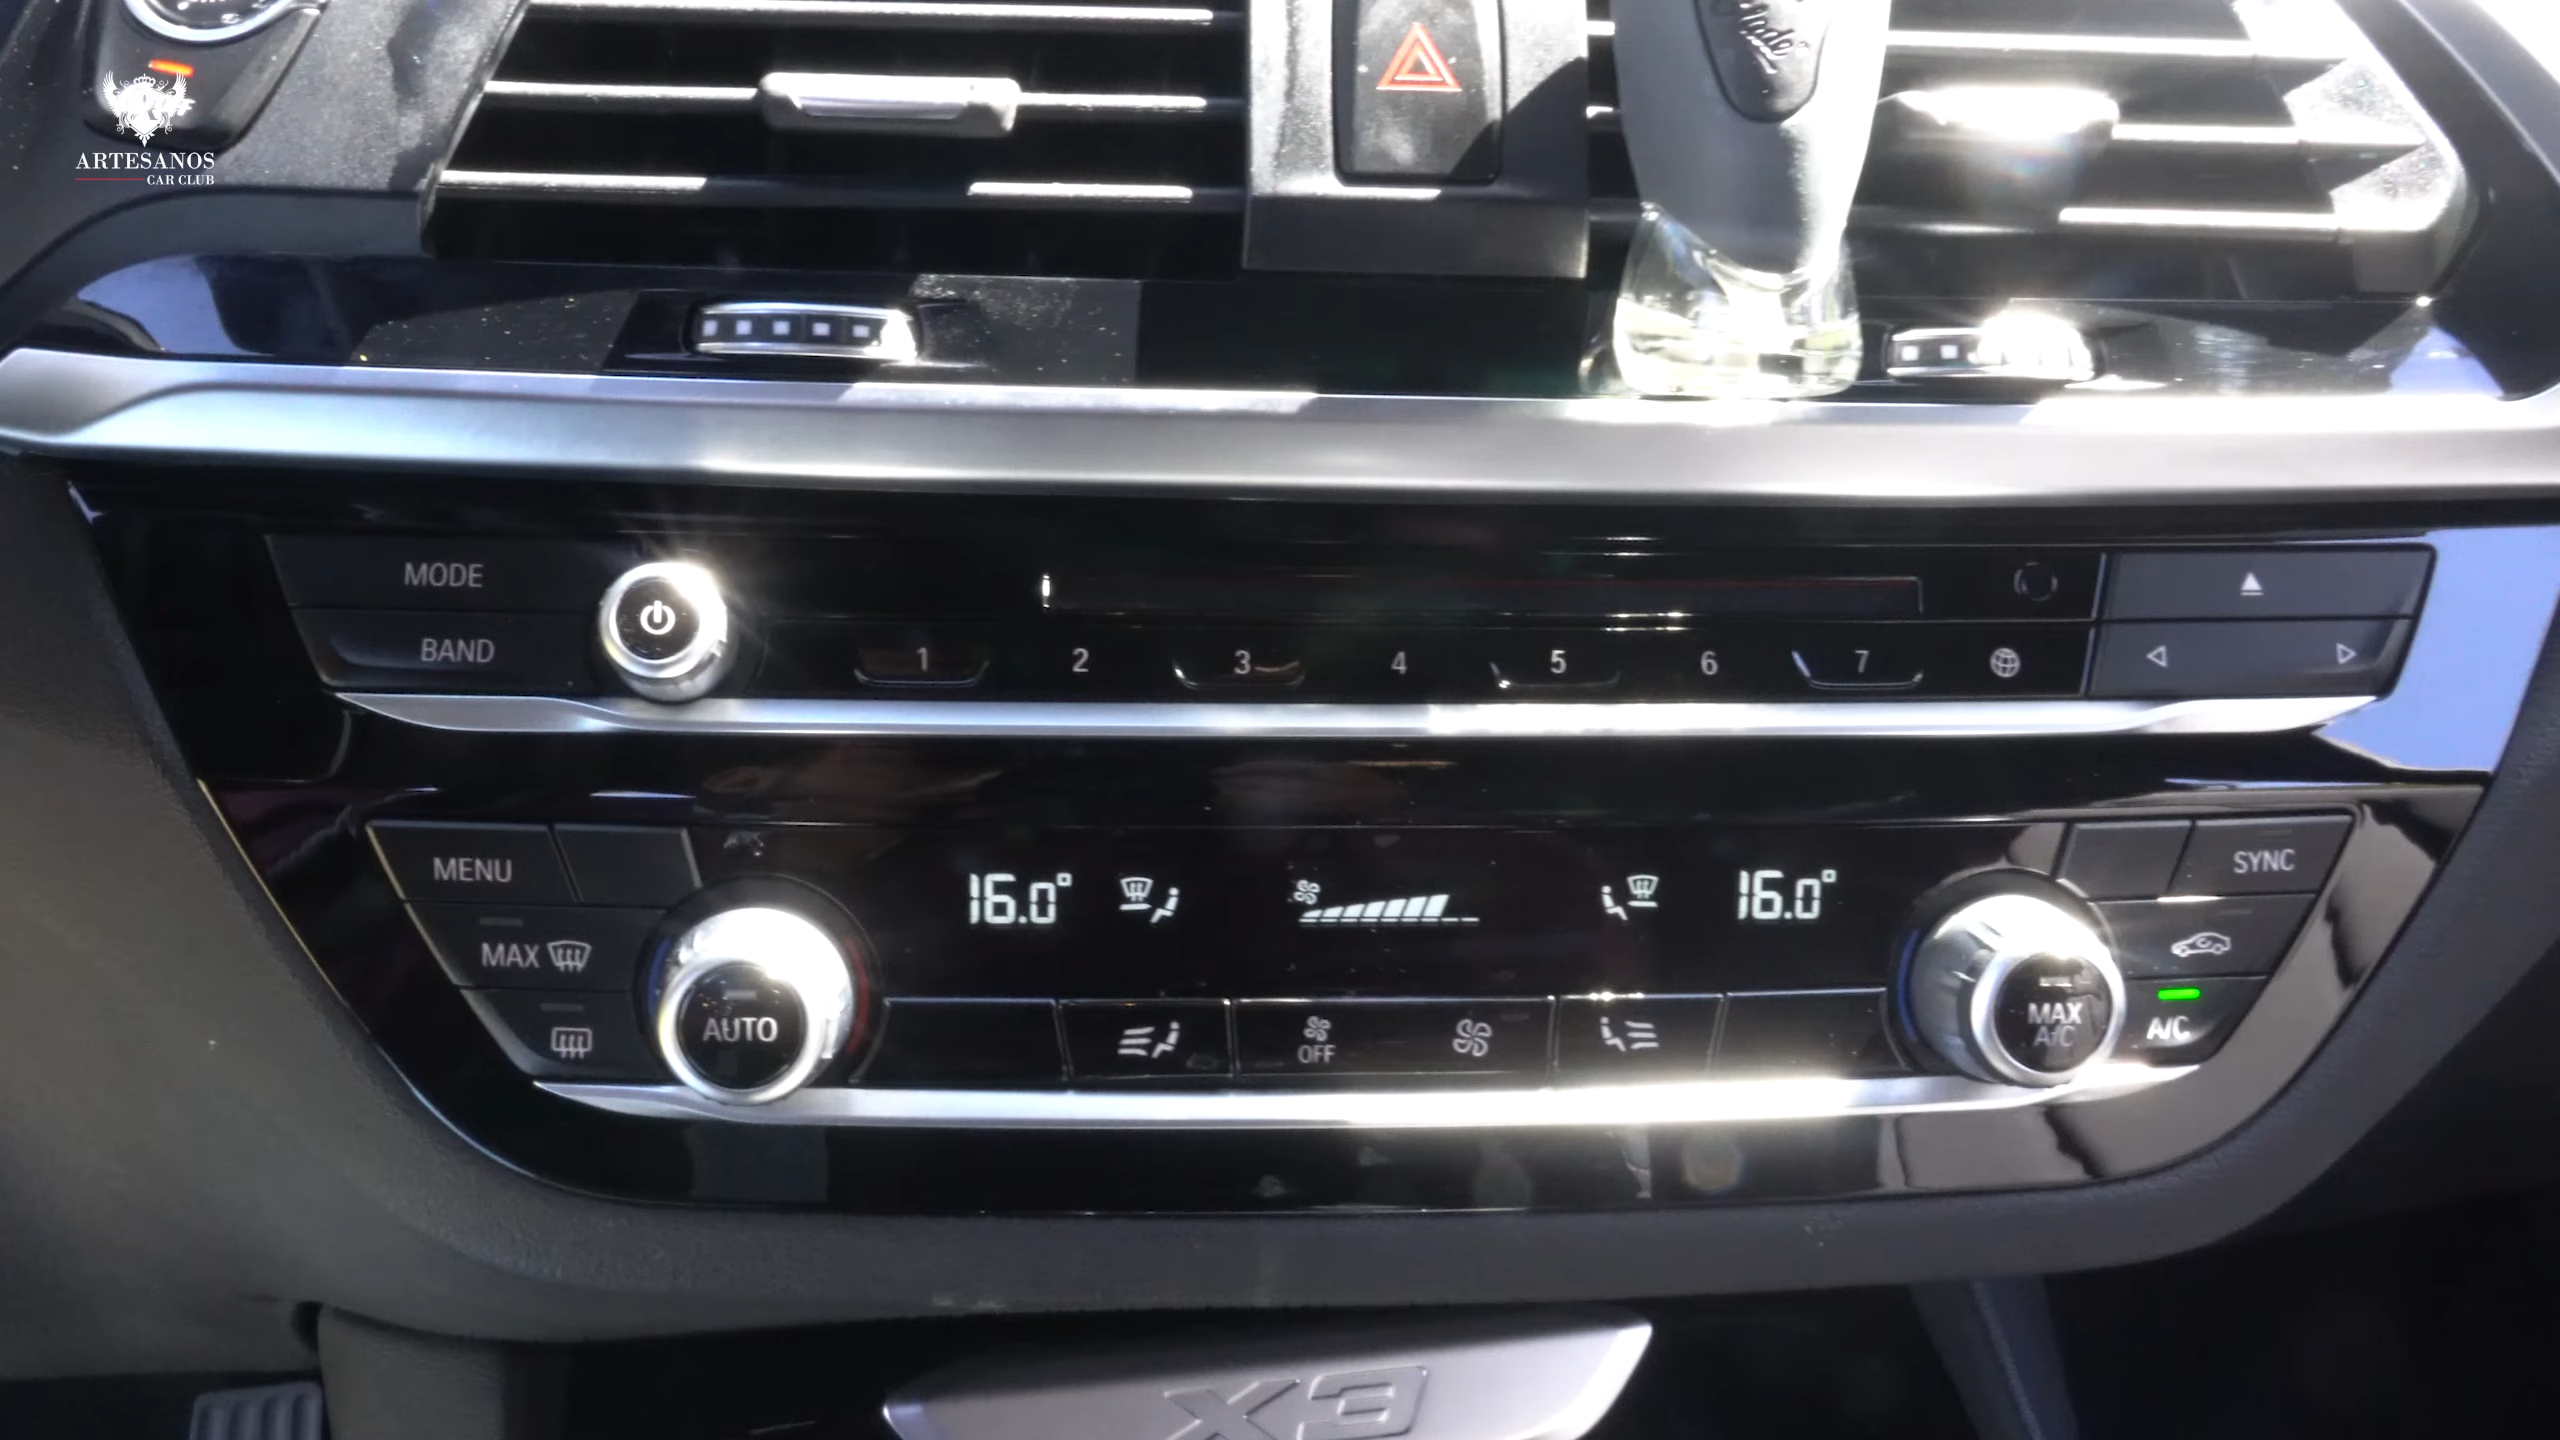 ARTESANOS
CAR CLUB
MODE
BAND
1 2 3 4 5 6 7
MENU
16.0°
16.0°
SYNC
MAX
AUTO
OFF
MAX
A/C
A/C
X3